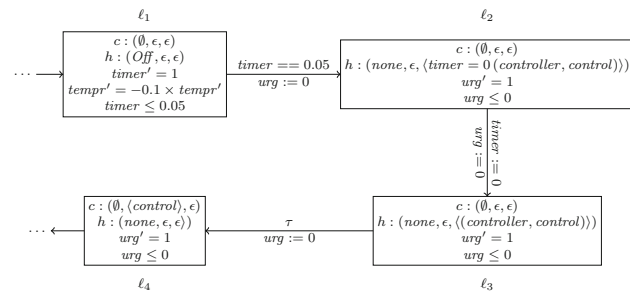 ℓ1
c : (∅, ϵ, ϵ)
h : (Off, ϵ, ϵ)
timer′ = 1
tempr′ = −0.1 × tempr′
timer ≤ 0.05
· · ·
timer == 0.05
urg := 0
ℓ2
c : (∅, ϵ, ϵ)
h : (none, ϵ, ⟨timer = 0 (controller, control)⟩)
urg′ = 1
urg ≤ 0
timer := 0
urg := 0
c : (∅, ϵ, ϵ)
h : (none, ϵ, ⟨(controller, control)⟩)
urg′ = 1
urg ≤ 0
ℓ3
τ
urg := 0
c : (∅, ⟨control⟩, ϵ)
h : (none, ϵ, ϵ⟩)
urg′ = 1
urg ≤ 0
ℓ4
· · ·